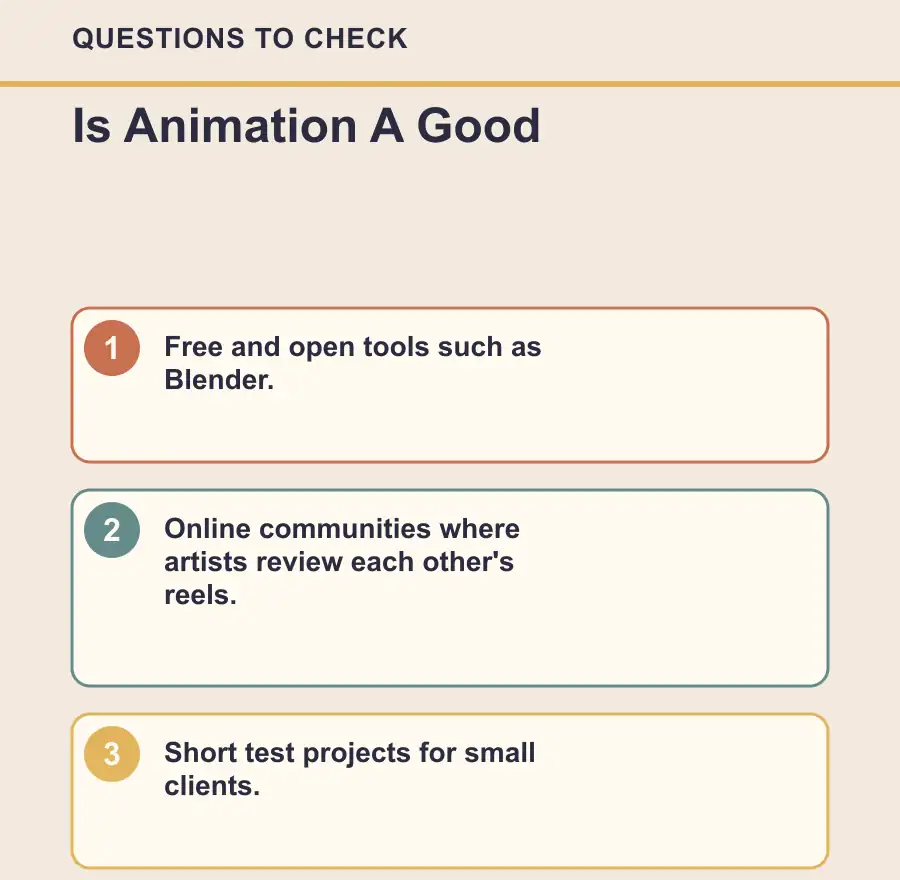 QUESTIONS TO CHECK
Is Animation A Good
1
Free and open tools such as
Blender.
2
Online communities where
artists review each other's
reels.
3
Short test projects for small
clients.